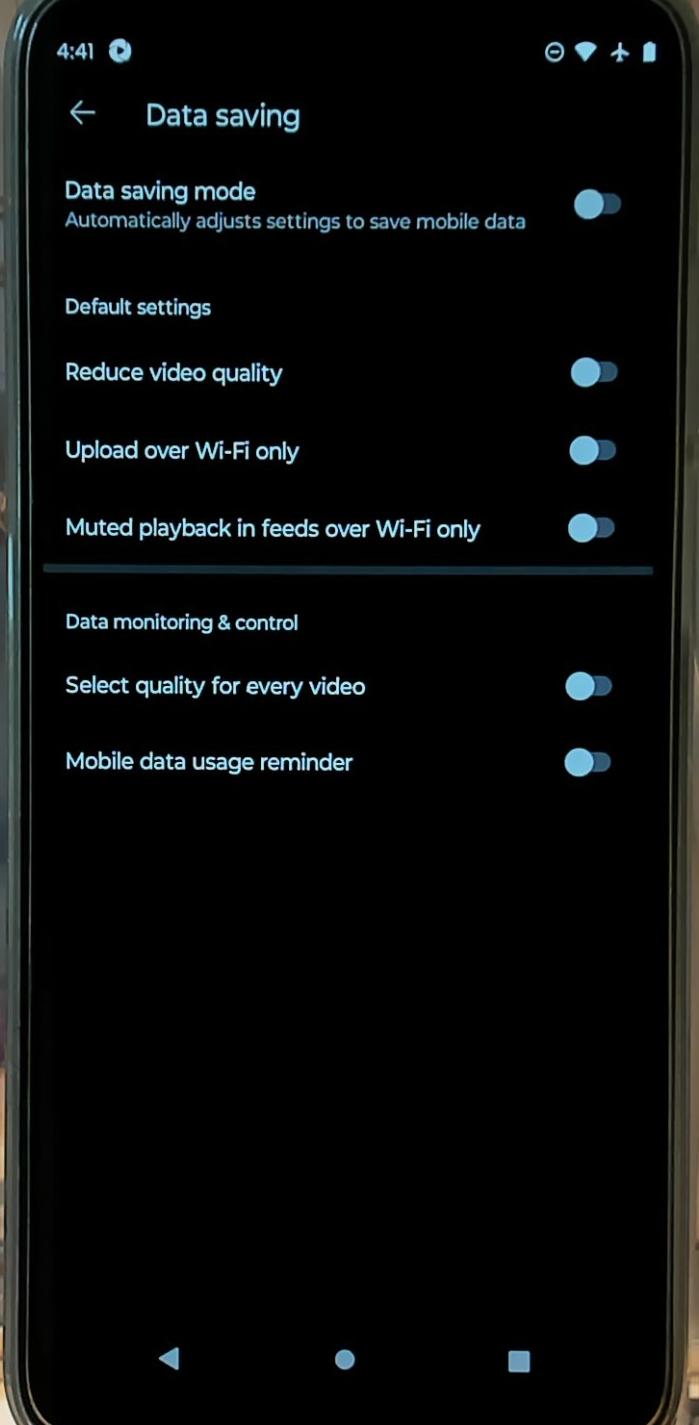 4:41
Data saving
Data saving mode
Automatically adjusts settings to save mobile data
Default settings
Reduce video quality
Upload over Wi-Fi only
Muted playback in feeds over Wi-Fi only
Data monitoring & control
Select quality for every video
Mobile data usage reminder